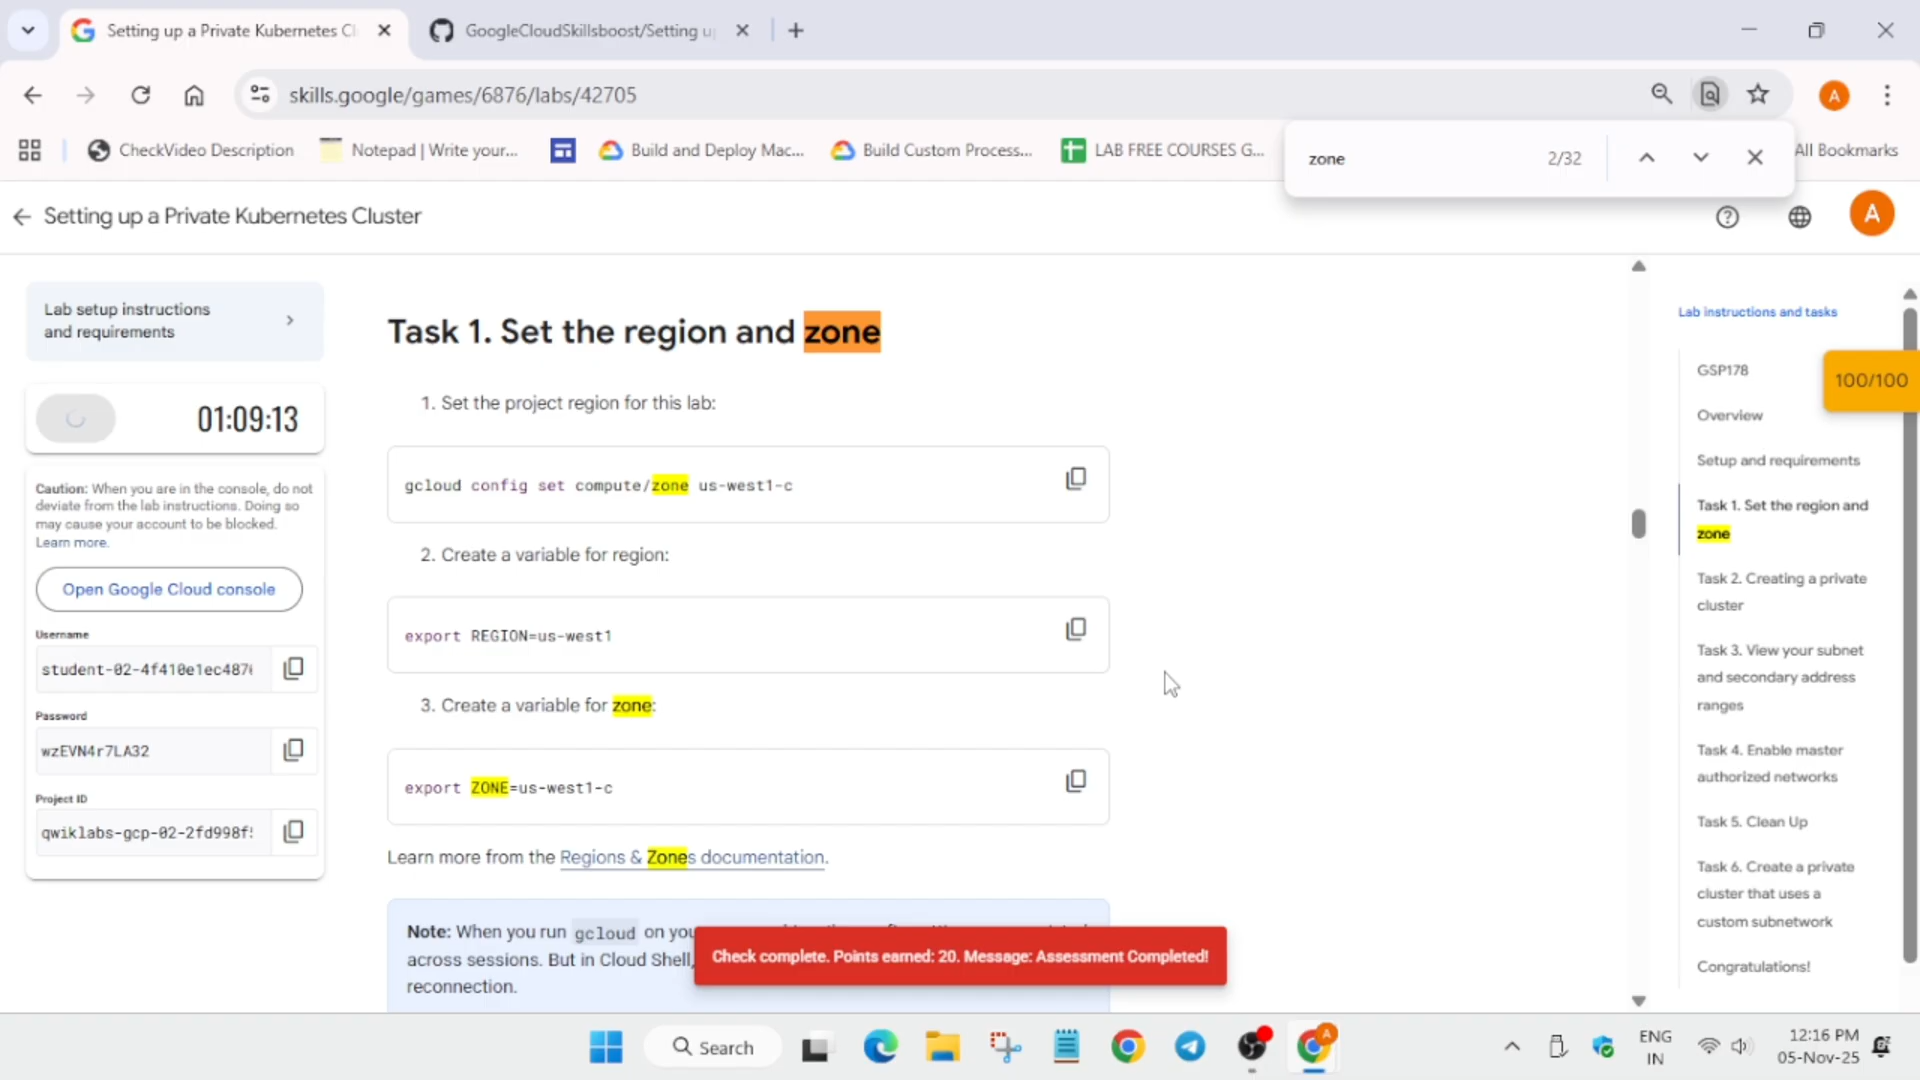 Setting up a Private Kubernetes Cl
GoogleCloudSkillsboost/Setting u
skills.google/games/6876/labs/42705
CheckVideo Description
Notepad | Write your...
Build and Deploy Mac...
Build Custom Process...
LAB FREE COURSES G...
All Bookmarks
zone
2/32
A
Setting up a Private Kubernetes Cluster
A
Lab setup instructions
and requirements
01:09:13
Caution: When you are in the console, do not
deviate from the lab instructions. Doing so
may cause your account to be blocked.
Learn more.
Open Google Cloud console
Username
student-02-4f410e1ec487
Password
wzEVN4r7LA32
Project ID
qwiklabs-gcp-02-2fd998f
Task 1. Set the region and zone
1. Set the project region for this lab:
gcloud config set compute/zone us-west1-c
2. Create a variable for region:
export REGION=us-west1
3. Create a variable for zone:
export ZONE=us-west1-c
Learn more from the Regions & Zones documentation.
Note: When you run gcloud on you
across sessions. But in Cloud Shell,
reconnection.
Check complete. Points earned: 20. Message: Assessment Completed!
Lab instructions and tasks
GSP178
100/100
Overview
Setup and requirements
Task 1. Set the region and
zone
Task 2. Creating a private
cluster
Task 3. View your subnet
and secondary address
ranges
Task 4. Enable master
authorized networks
Task 5. Clean Up
Task 6. Create a private
cluster that uses a
custom subnetwork
Congratulations!
Search
A
ENG
IN
12:16 PM
05-Nov-25